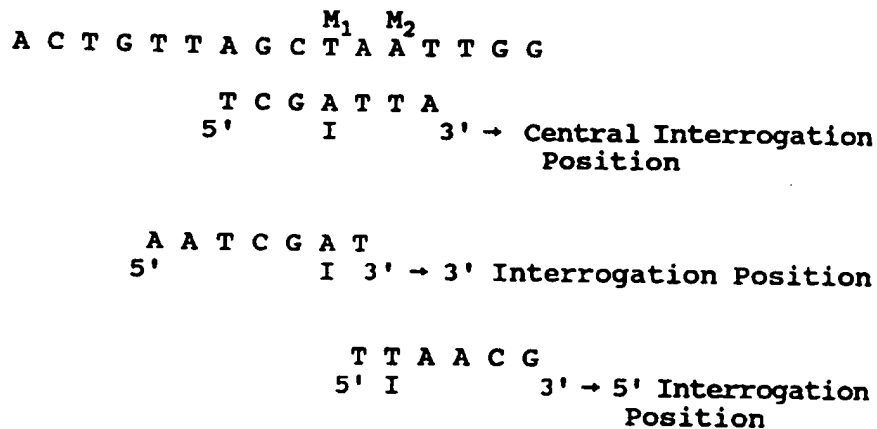 M1 M2
A C T G T T A G C T A A T T G G
T C G A T T A
5' I 3' → Central Interrogation
Position
A A T C G A T
5' I 3' → 3' Interrogation Position
T T A A C G
5' I 3' → 5' Interrogation
Position